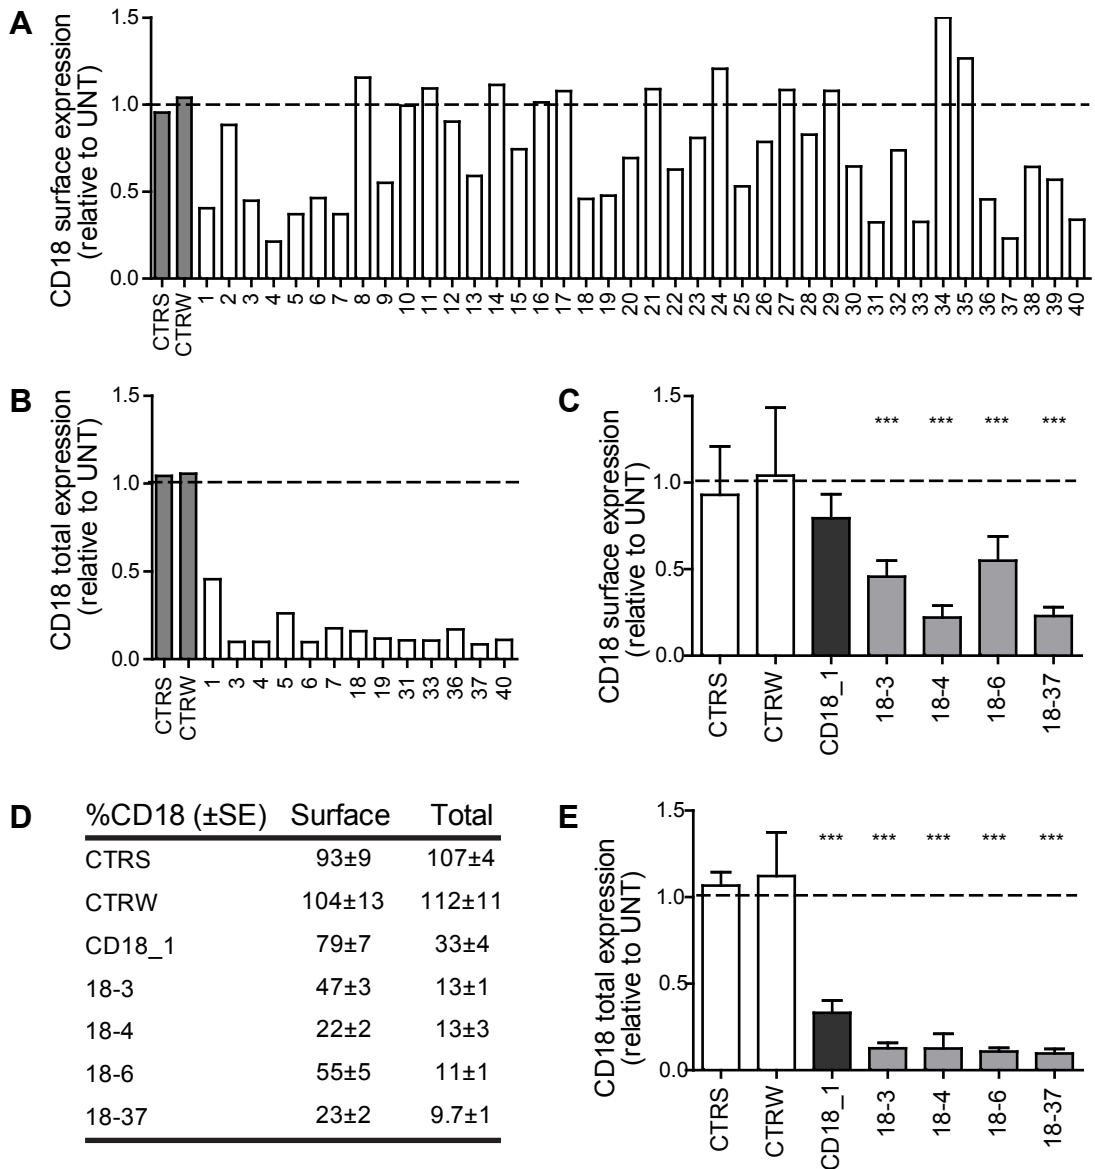 A
CD18 surface expression
(relative to UNT)
1.5
1.0
0.5
0.0
CTRS
CTRW
1
2
3
4
5
6
7
8
9
10
11
12
13
14
15
16
17
18
19
20
21
22
23
24
25
26
27
28
29
30
31
32
33
34
35
36
37
38
39
40
B
CD18 total expression
(relative to UNT)
1.5
1.0
0.5
0.0
CTRS
CTRW
1
3
4
5
6
7
18
19
31
33
36
37
40
C
CD18 surface expression
(relative to UNT)
1.5
1.0
0.5
0.0
*** *** *** ***
CTRS
CTRW
CD18_1
18-3
18-4
18-6
18-37
D
%CD18 (±SE) Surface Total
CTRS 93±9 107±4
CTRW 104±13 112±11
CD18_1 79±7 33±4
18-3 47±3 13±1
18-4 22±2 13±3
18-6 55±5 11±1
18-37 23±2 9.7±1
E
CD18 total expression
(relative to UNT)
1.5
1.0
0.5
0.0
*** *** *** *** ***
CTRS
CTRW
CD18_1
18-3
18-4
18-6
18-37